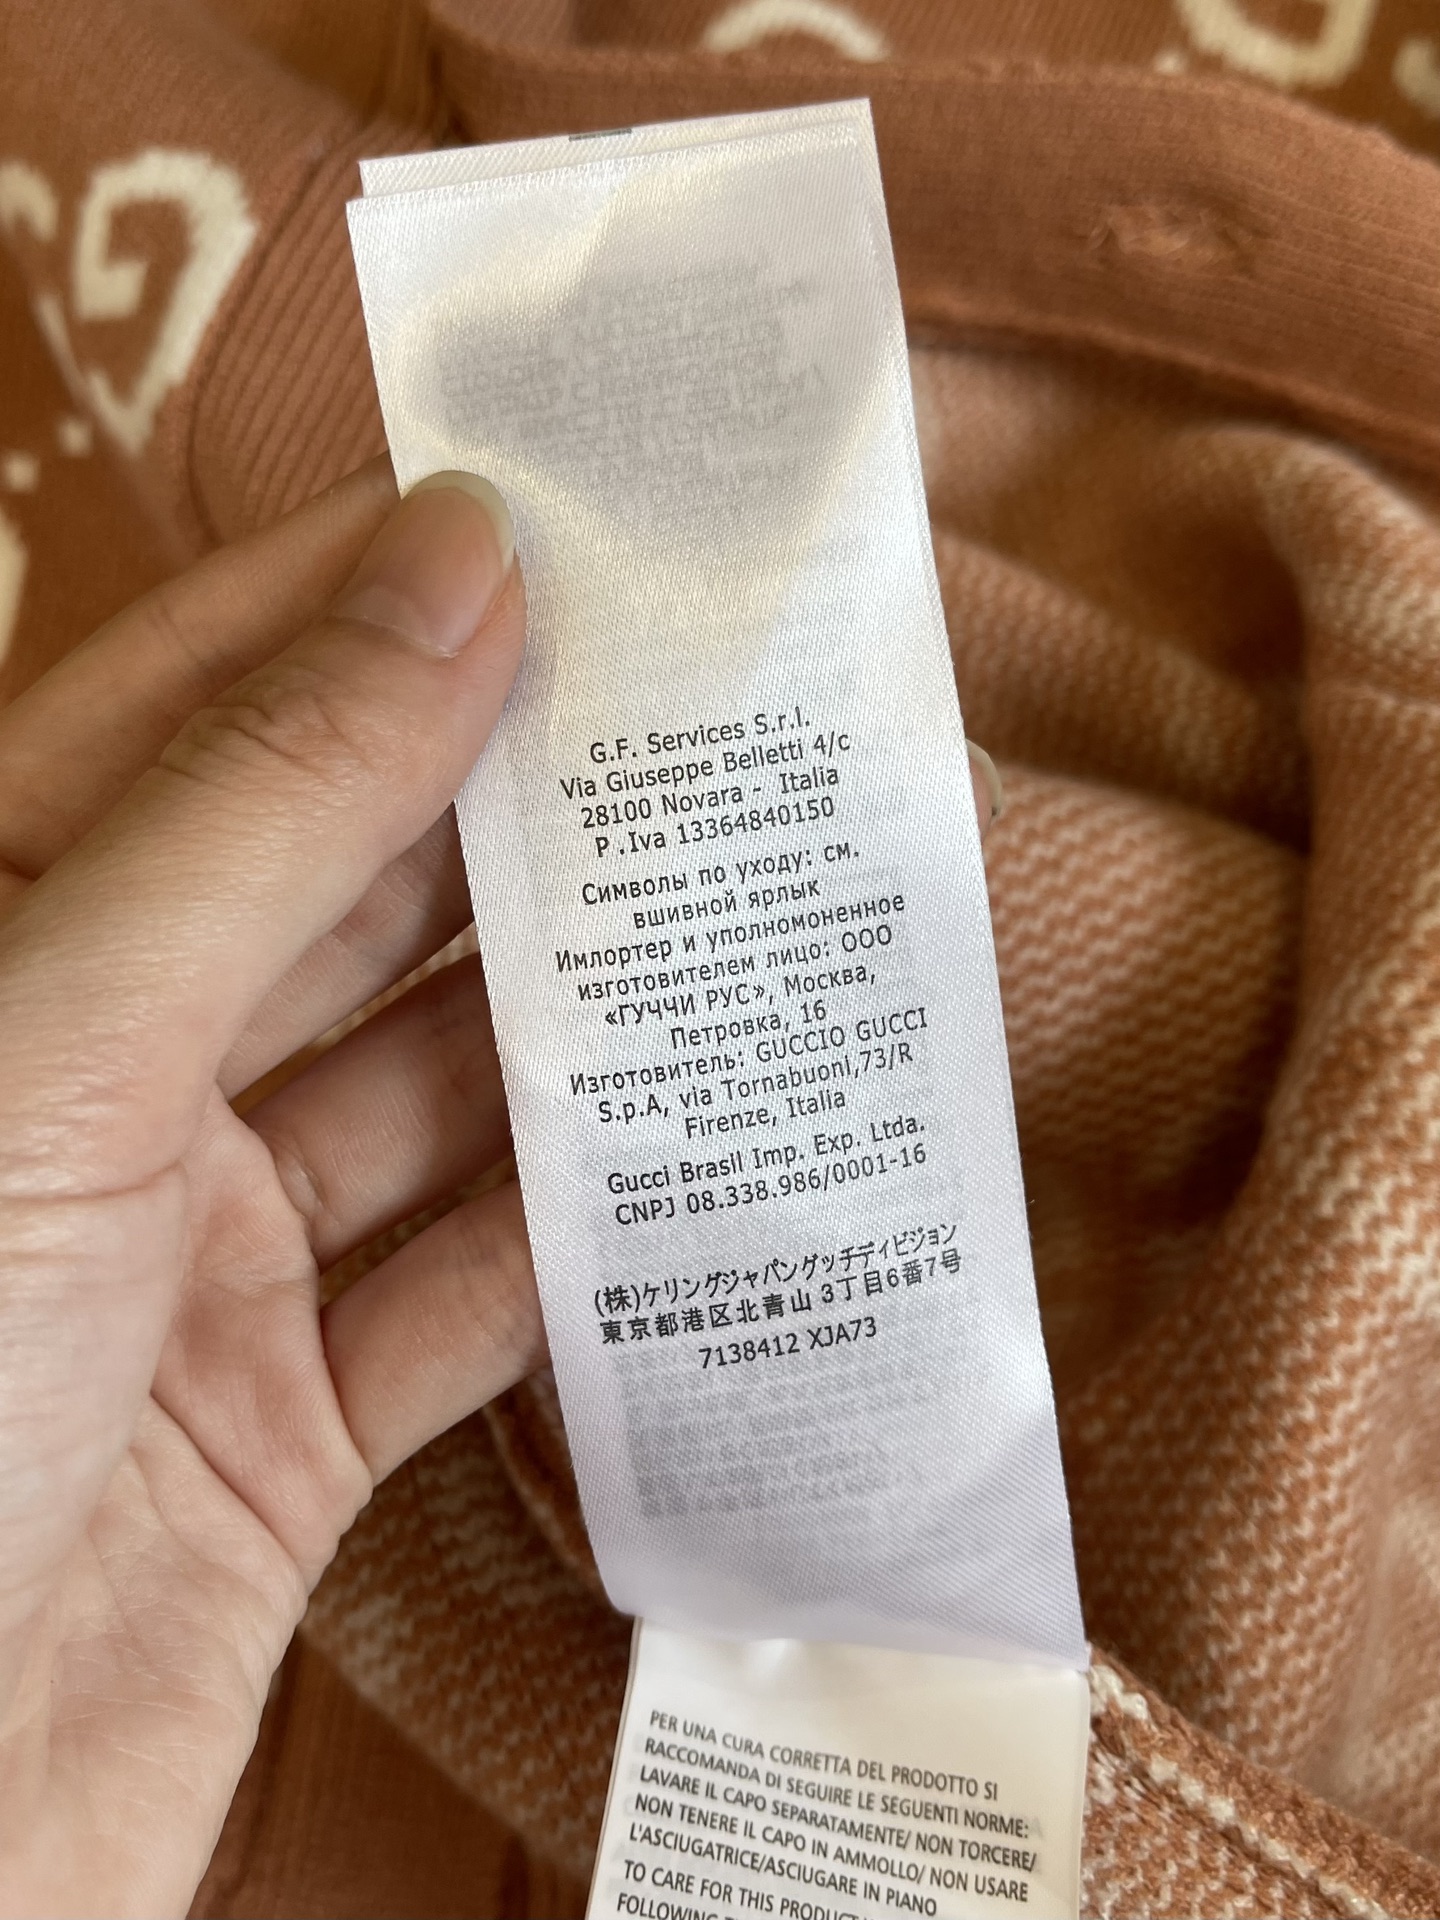 G.F. Services S.r.l.
Via Giuseppe Belletti 4/c
28100 Novara - Italia
P .Iva 13364840150
Символы по уходу: см.
вшивной ярлык
Имлортер и уполномоненное
изготовителем лицо: ООО
«ГУЧЧИ РУС», Москва,
Петровка, 16
Изготовитель: GUCCIO GUCCI
S.p.A, via Tornabuoni,73/R
Firenze, Italia
Gucci Brasil Imp. Exp. Ltda.
CNPJ 08.338.986/0001-16
(株)ケリングジャパングッチディビジョン
東京都港区北青山 3丁目6番7号
7138412 XJA73
PER UNA CURA CORRETTA DEL PRODOTTO SI
RACCOMANDA DI SEGUIRE LE SEGUENTI NORME:
LAVARE IL CAPO SEPARATAMENTE/ NON TORCERE/
NON TENERE IL CAPO IN AMMOLLO/ NON USARE
L'ASCIUGATRICE/ASCIUGARE IN PIANO
TO CARE FOR THIS PRODUCT
FOLLOWING